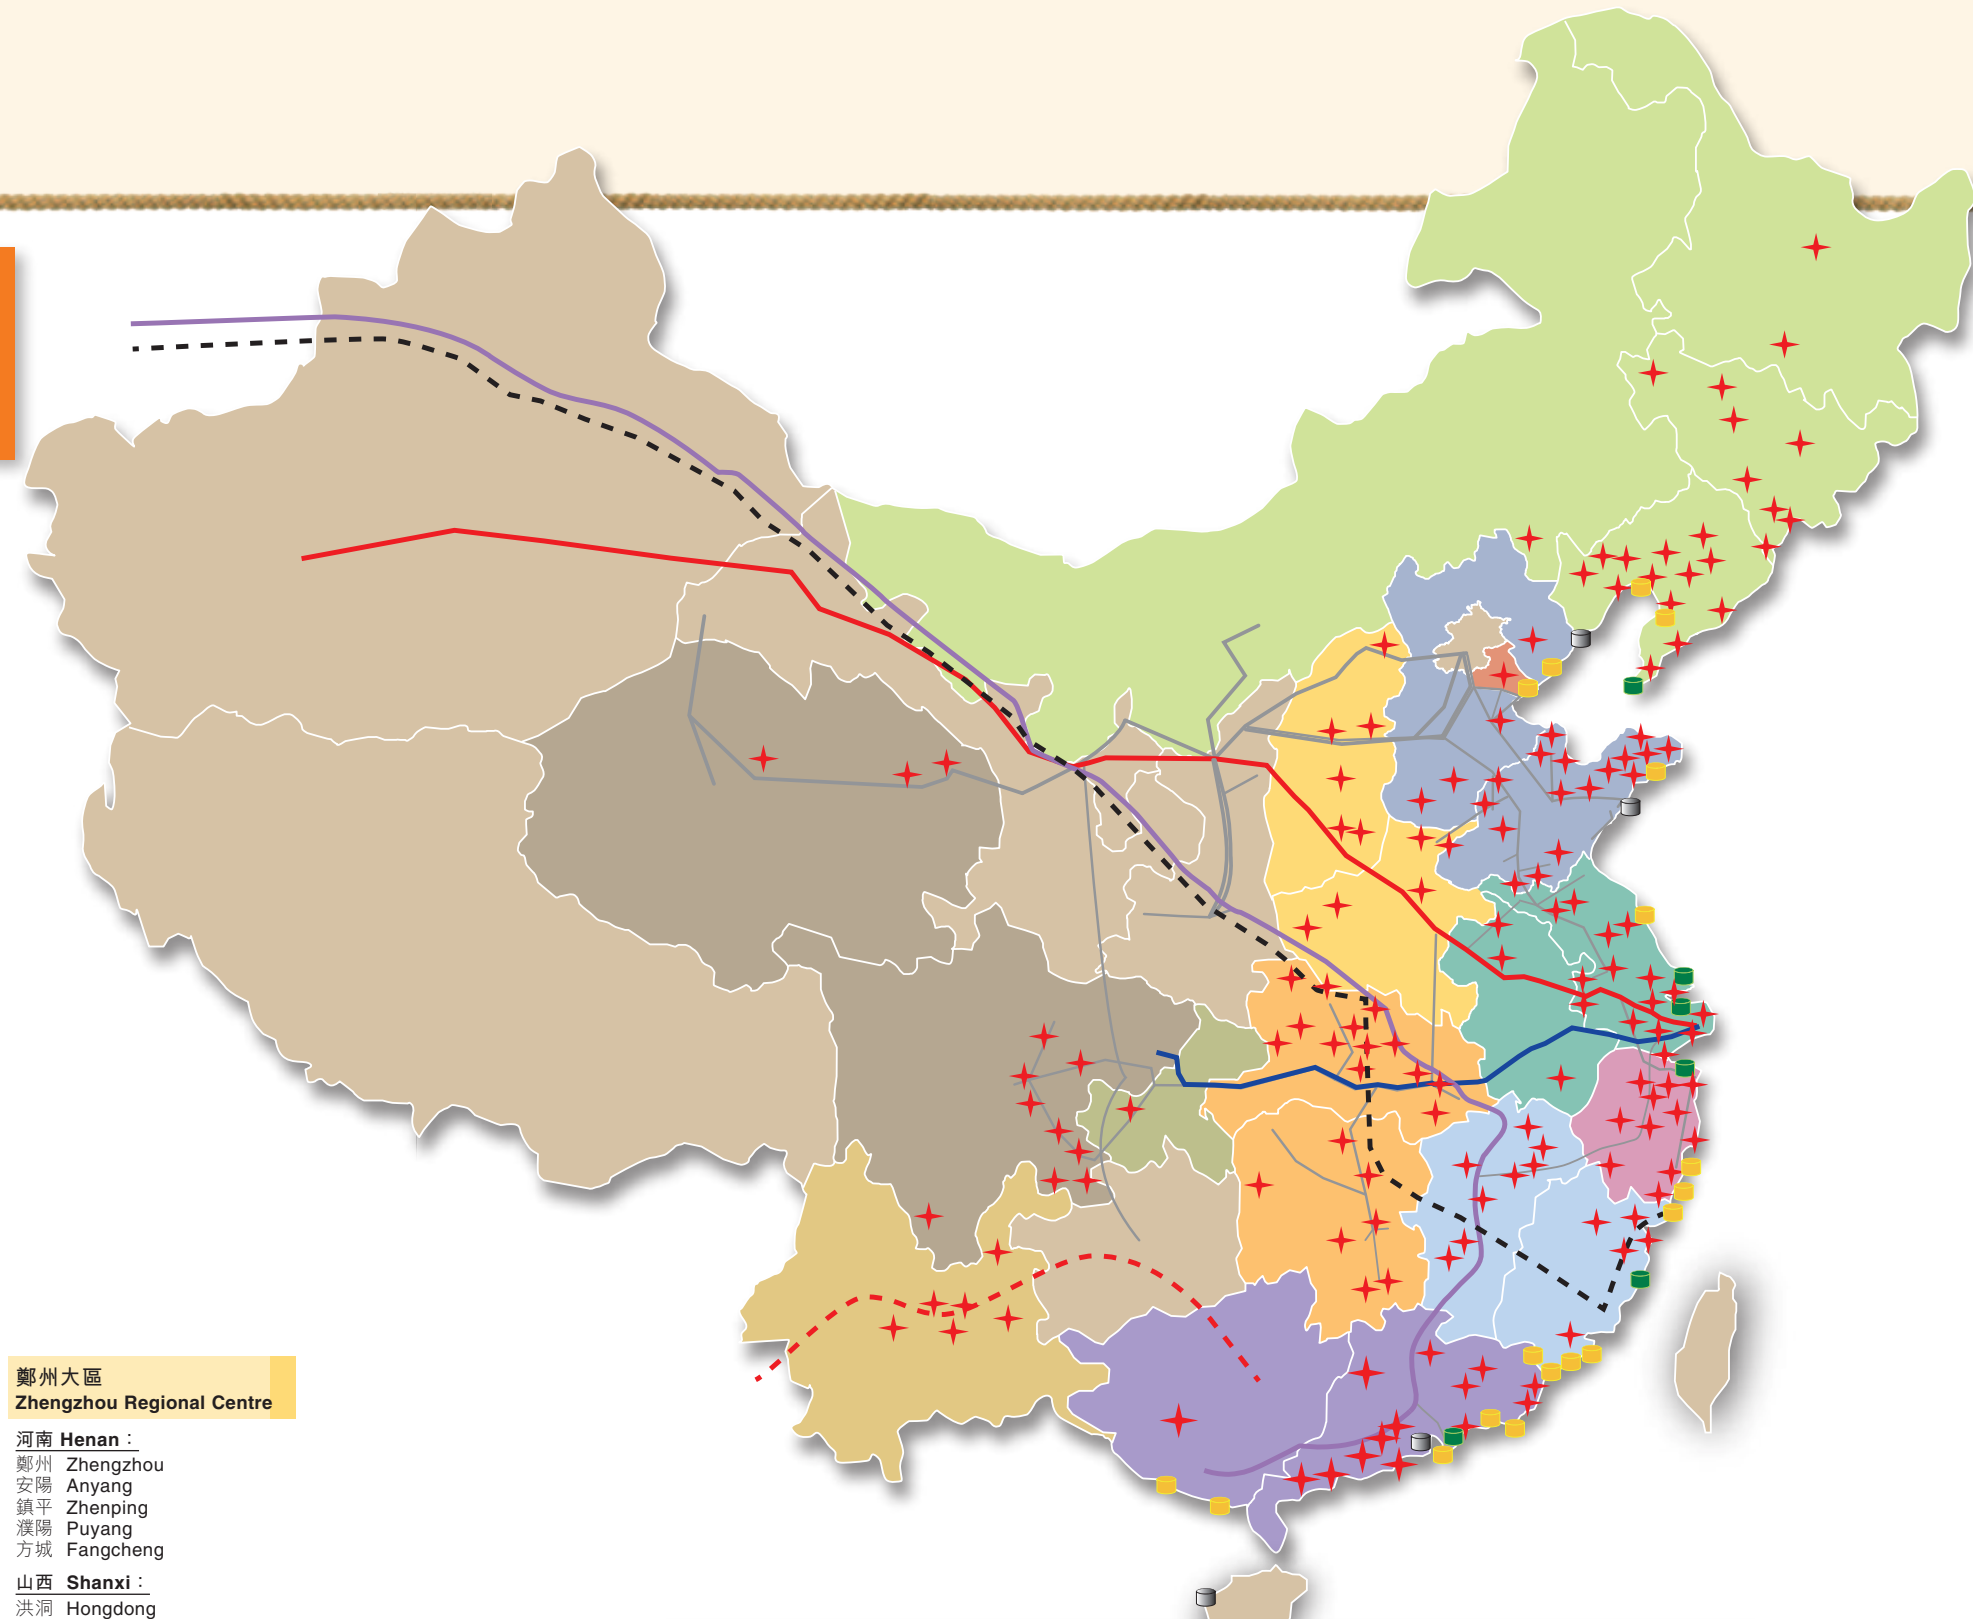 鄭州大區
Zhengzhou Regional Centre
河南 Henan：
鄭州 Zhengzhou
安陽 Anyang
鎮平 Zhenping
濮陽 Puyang
方城 Fangcheng
山西 Shanxi：
洪洞 Hongdong